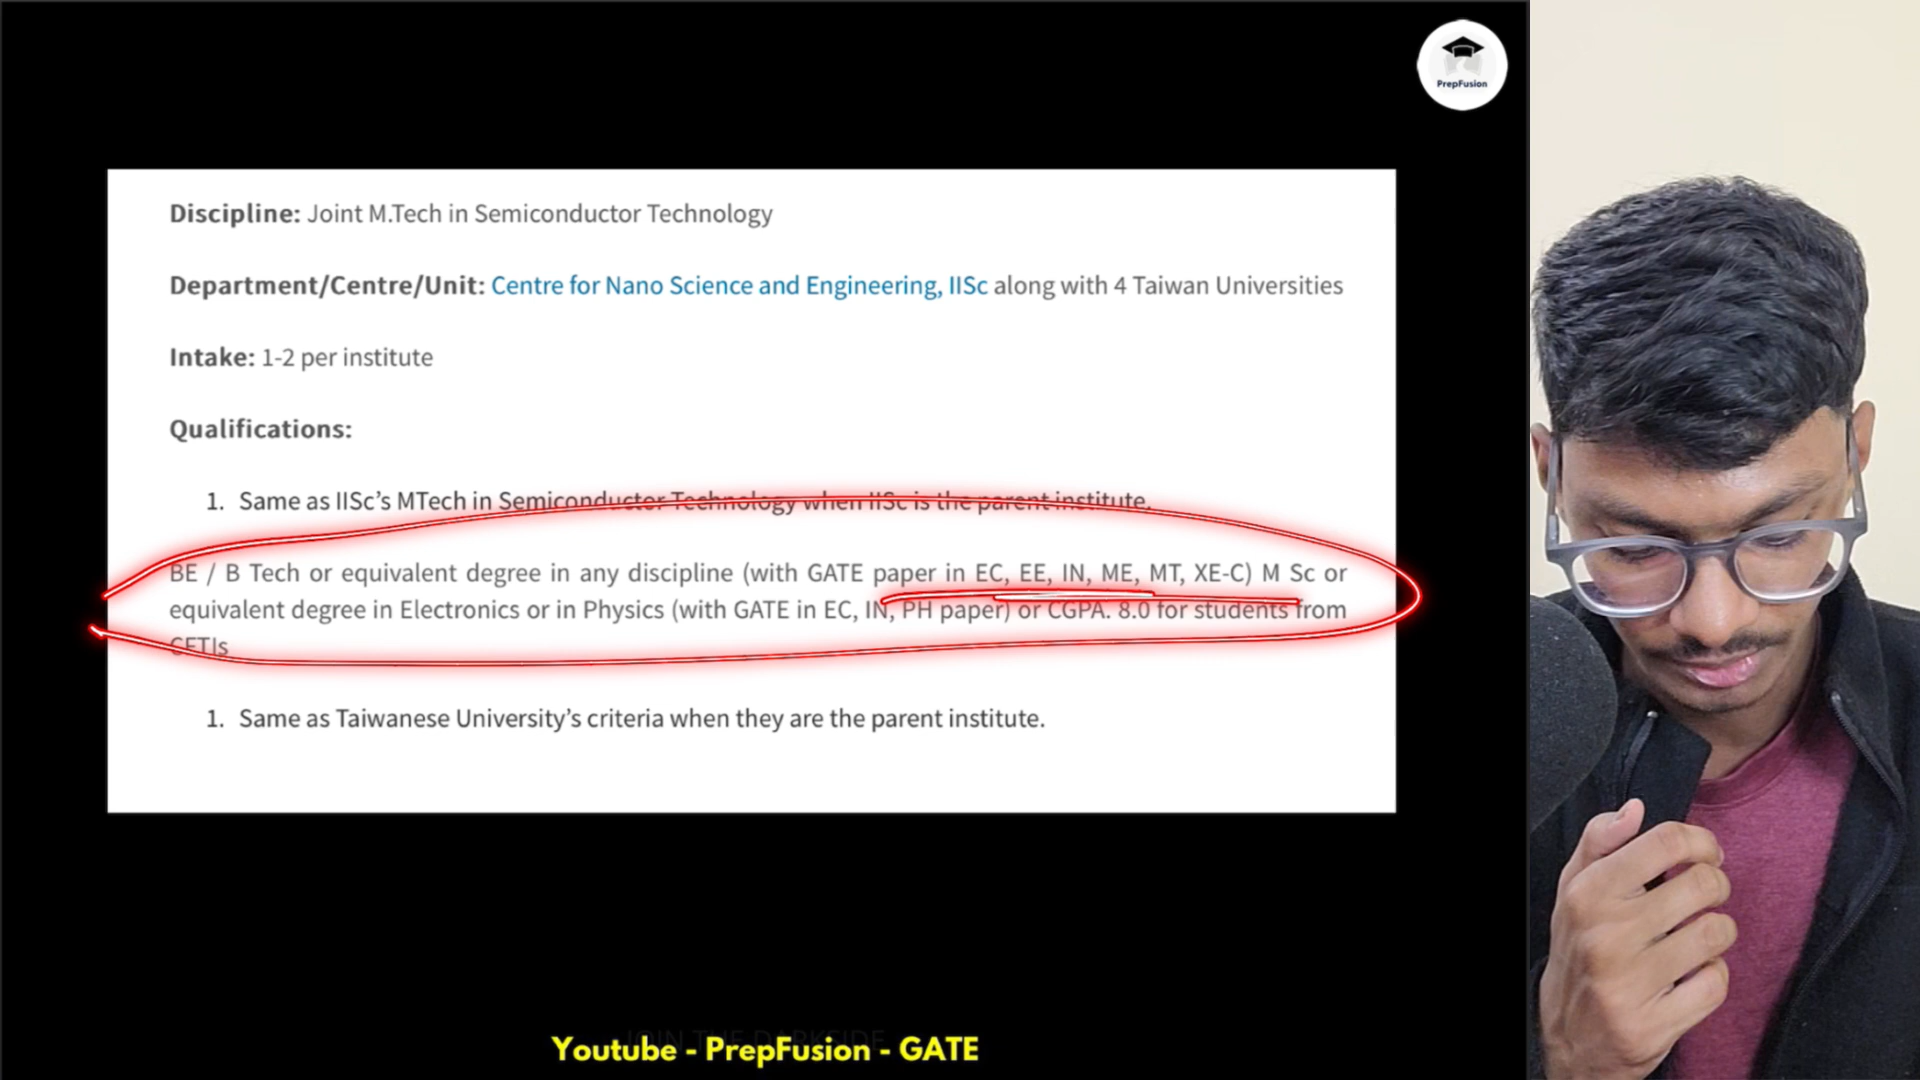 PrepFusion
Discipline: Joint M.Tech in Semiconductor Technology
Department/Centre/Unit: Centre for Nano Science and Engineering, IISc along with 4 Taiwan Universities
Intake: 1-2 per institute
Qualifications:
1. Same as IISc's MTech in Semiconductor Technology when IISc is the parent institute.
BE / B Tech or equivalent degree in any discipline (with GATE paper in EC, EE, IN, ME, MT, XE-C) M Sc or
equivalent degree in Electronics or in Physics (with GATE in EC, IN, PH paper) or CGPA. 8.0 for students from
CFTIs
1. Same as Taiwanese University's criteria when they are the parent institute.
JOIN THE DARKSIDE
Youtube - PrepFusion - GATE